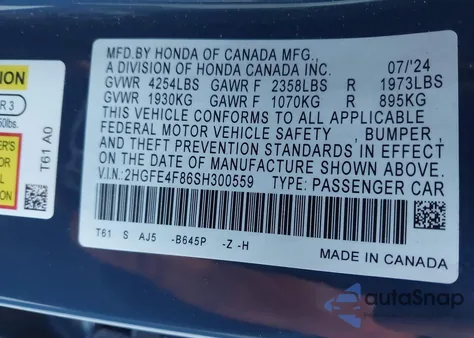 MFD.BY HONDA OF CANADA MFG.,
A DIVISION OF HONDA CANADA INC. 07/'24
GVWR 4254LBS GAWR F 2358LBS R 1973LBS
GVWR 1930KG GAWR F 1070KG R 895KG
THIS VEHICLE CONFORMS TO ALL APPLICABLE
FEDERAL MOTOR VEHICLE SAFETY , BUMPER ,
AND THEFT PREVENTION STANDARDS IN EFFECT
ON THE DATE OF MANUFACTURE SHOWN ABOVE.
V.I.N.:2HGFE4F86SH300559 TYPE:PASSENGER CAR
T61 S AJ5 -B645P -Z -H
MADE IN CANADA
T61 A0
autoSnap